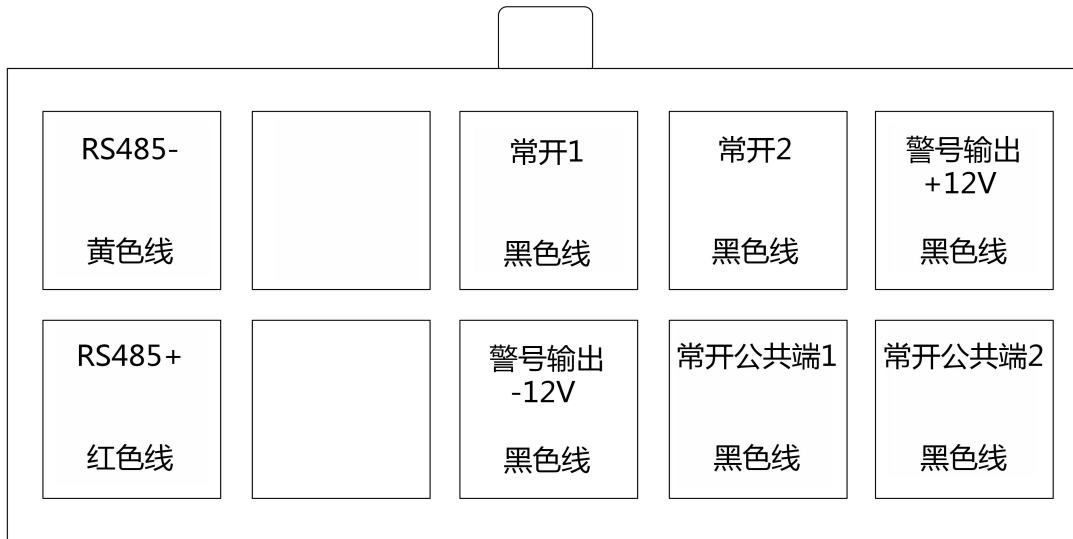 RS485-
黄色线
常开1
黑色线
常开2
黑色线
警号输出
+12V
黑色线
RS485+
红色线
警号输出
-12V
黑色线
常开公共端1
黑色线
常开公共端2
黑色线